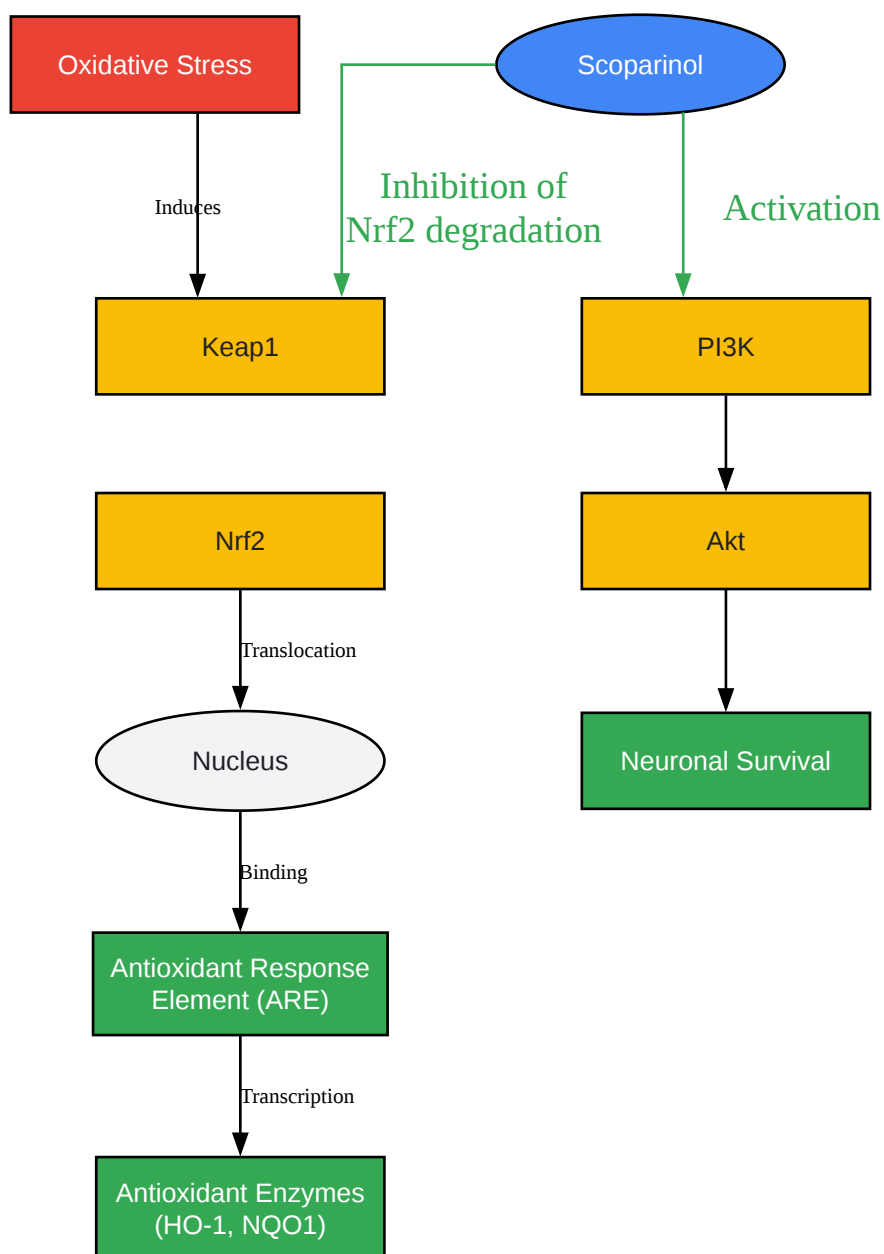 Oxidative Stress
Scoparinol
Induces
Inhibition of
Nrf2 degradation
Activation
Keap1
PI3K
Nrf2
Akt
Translocation
Nucleus
Neuronal Survival
Binding
Antioxidant Response
Element (ARE)
Transcription
Antioxidant Enzymes
(HO-1, NQO1)